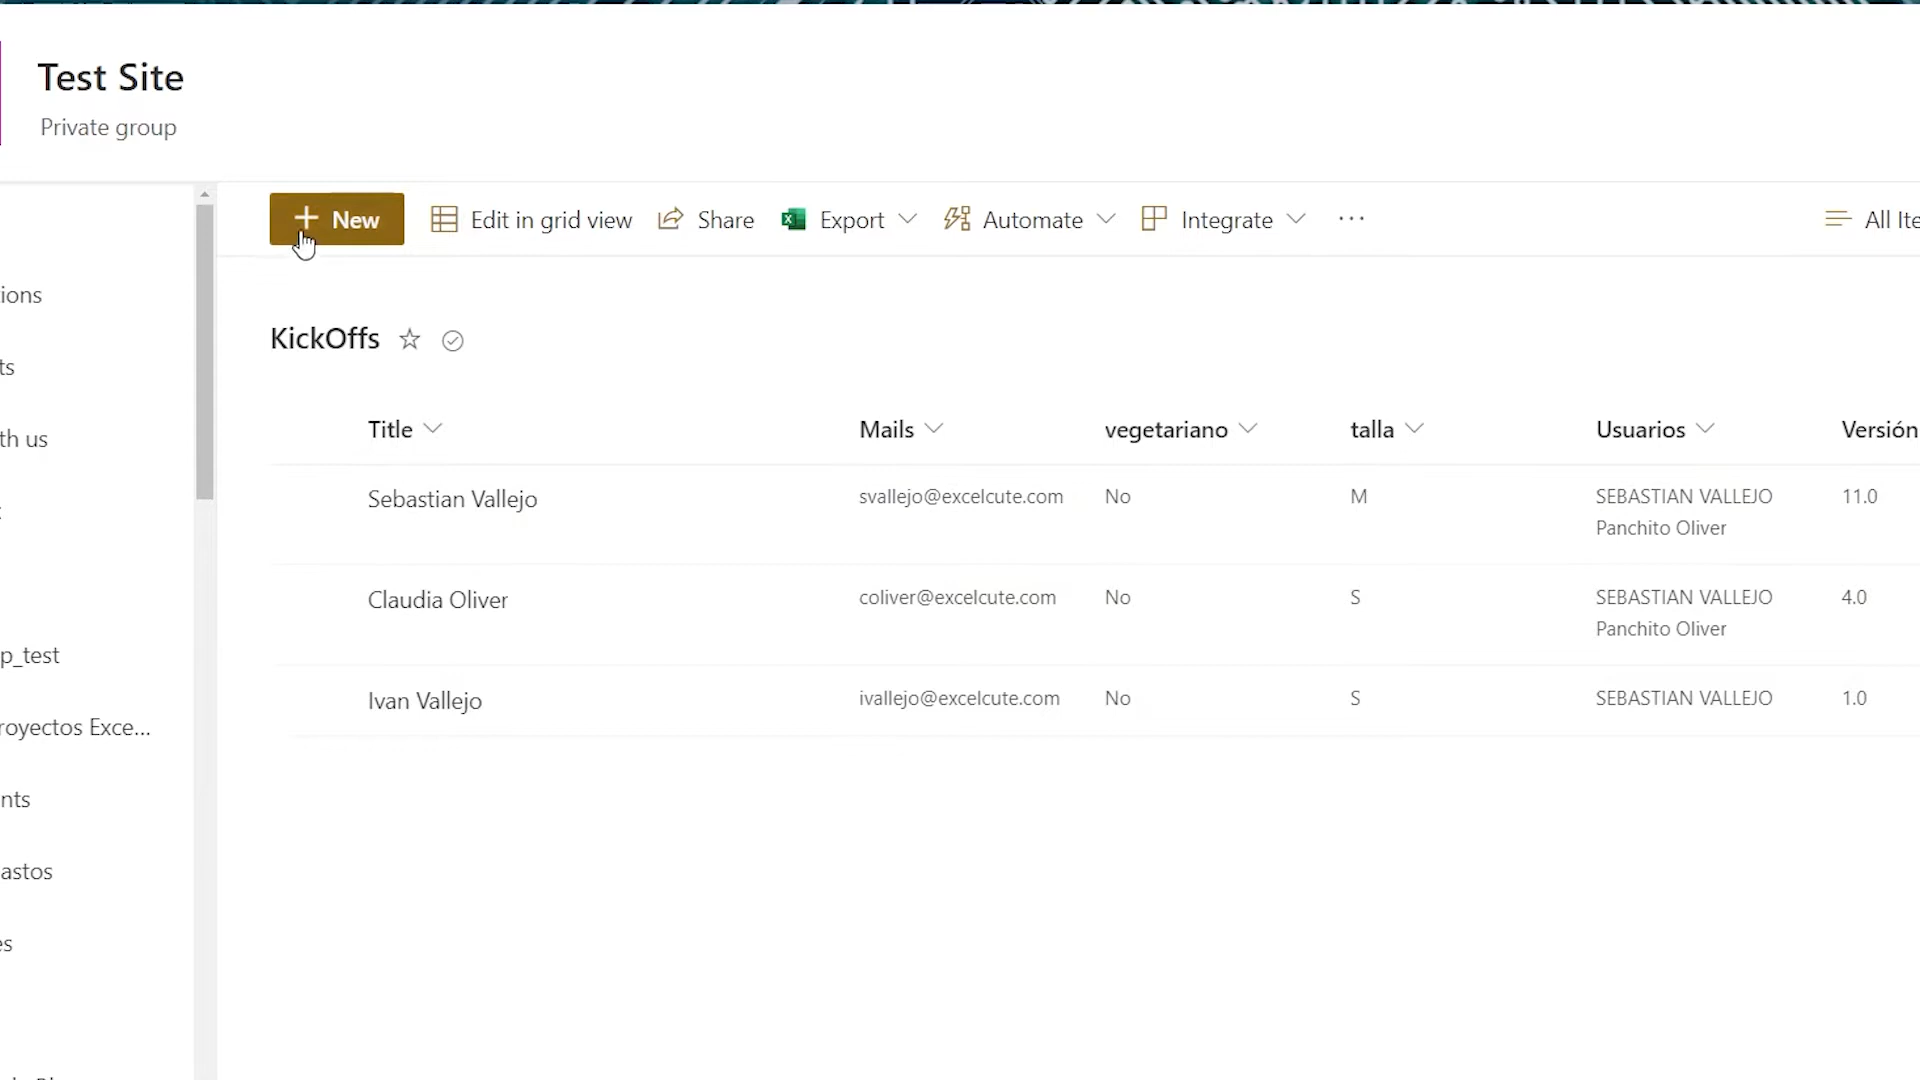 Test Site
Private group
New Edit in grid view Share Export Automate Integrate ... All Ite
ions
ts
th us
p_test
royectos Exce...
nts
astos
es
KickOffs
Title Mails vegetariano talla Usuarios Versión
Sebastian Vallejo svallejo@excelcute.com No M SEBASTIAN VALLEJO 11.0
Panchito Oliver
Claudia Oliver coliver@excelcute.com No S SEBASTIAN VALLEJO 4.0
Panchito Oliver
Ivan Vallejo ivallejo@excelcute.com No S SEBASTIAN VALLEJO 1.0